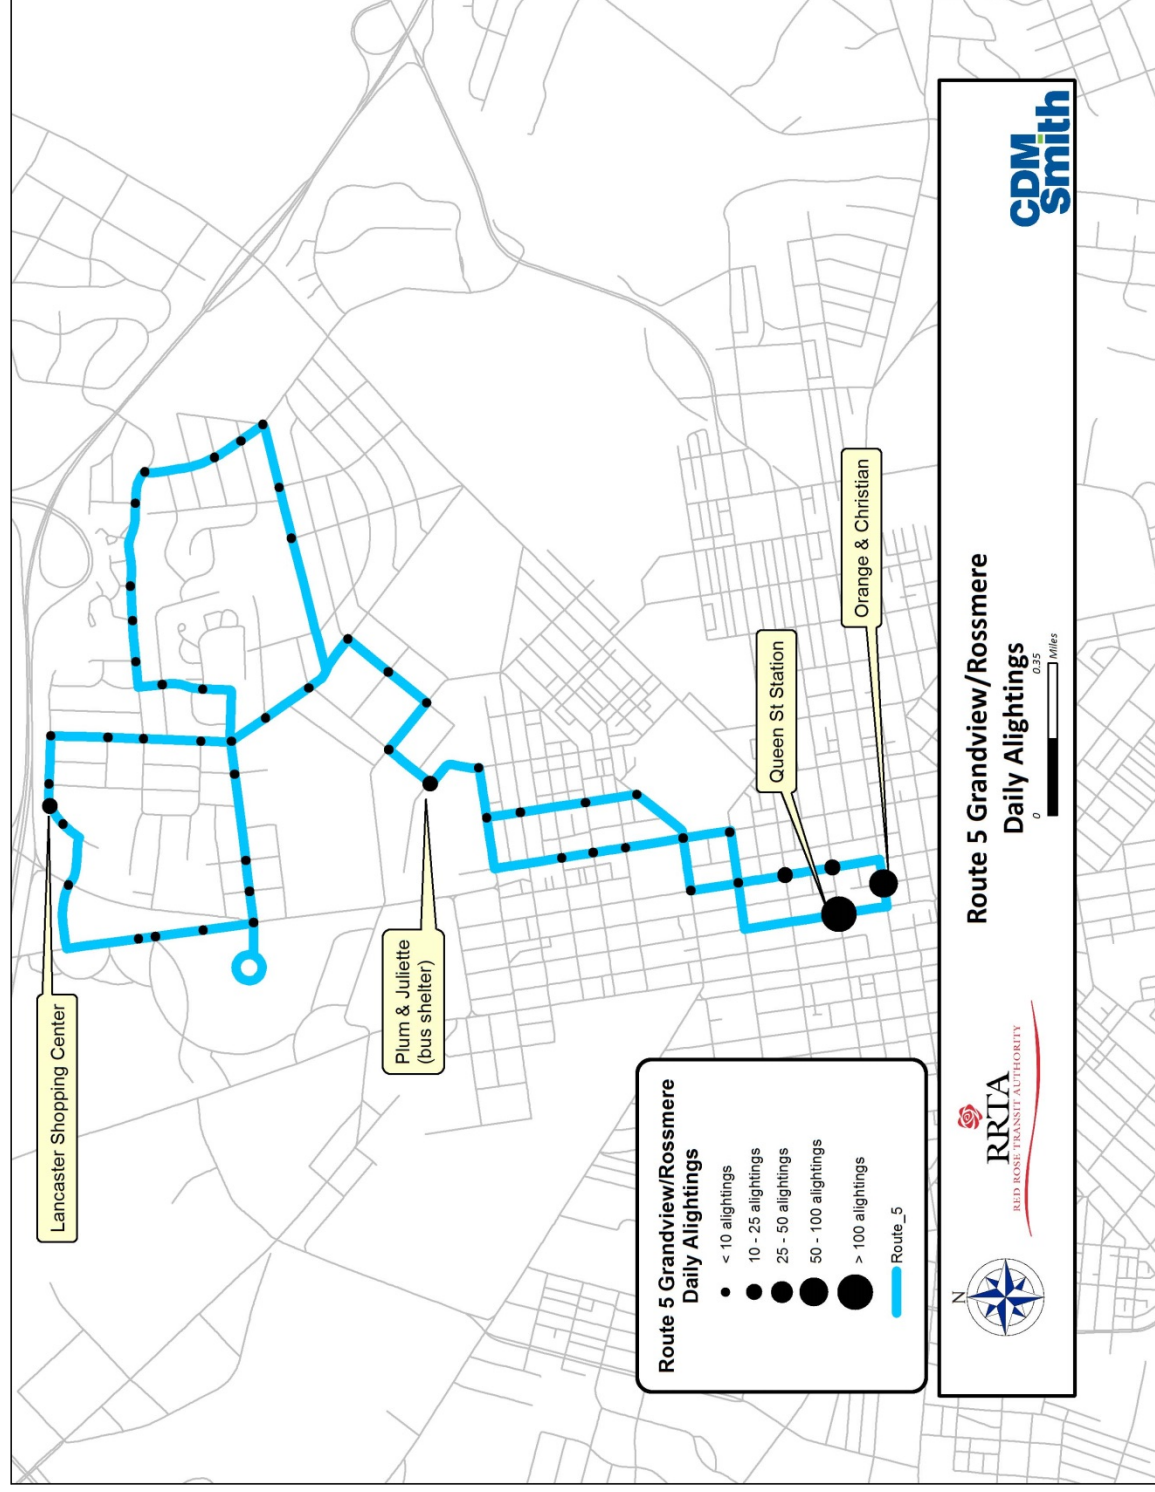 Lancaster Shopping Center
Plum & Juliette
(bus shelter)
Queen St Station
Orange & Christian
Route 5 Grandview/Rossmere
Daily Alightings
< 10 alightings
10 - 25 alightings
25 - 50 alightings
50 - 100 alightings
> 100 alightings
Route_5
N
RRTA
RED ROSE TRANSIT AUTHORITY
Route 5 Grandview/Rossmere
Daily Alightings
0 0.35
Miles
CDM
Smith